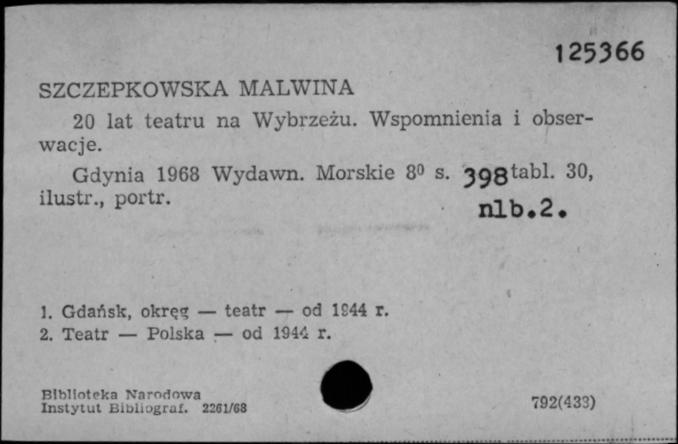 125366
SZCZEPKOWSKA MALWINA
20 lat teatru na Wybrzeżu. Wspomnienia i obser-
wacje.
Gdynia 1968 Wydawn. Morskie 8⁰ s. 398 tabl. 30,
ilustr., portr.
nlb.2.
1. Gdańsk, okręg — teatr — od 1944 r.
2. Teatr — Polska — od 1944 r.
Biblioteka Narodowa
Instytut Bibliograf. 2261/68
792(433)